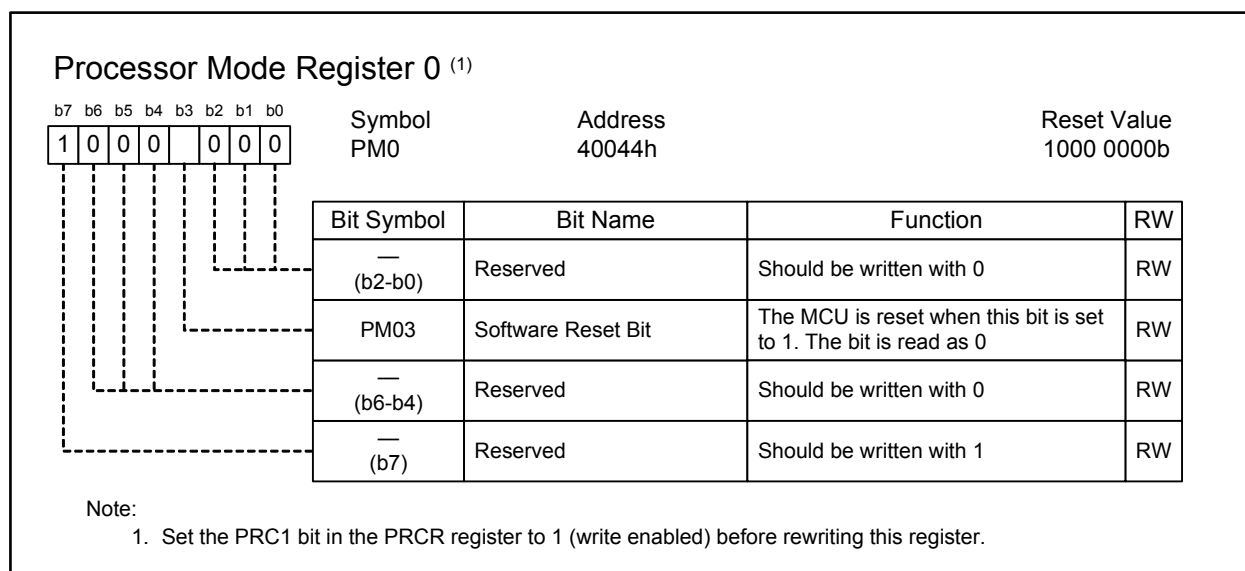 Processor Mode Register 0 (1)
b7 b6 b5 b4 b3 b2 b1 b0
1 0 0 0 0 0 0
Symbol Address Reset Value
PM0 40044h 1000 0000b
Bit Symbol Bit Name Function RW
—
(b2-b0) Reserved Should be written with 0 RW
PM03 Software Reset Bit The MCU is reset when this bit is set
to 1. The bit is read as 0 RW
—
(b6-b4) Reserved Should be written with 0 RW
—
(b7) Reserved Should be written with 1 RW
Note:
1. Set the PRC1 bit in the PRCR register to 1 (write enabled) before rewriting this register.